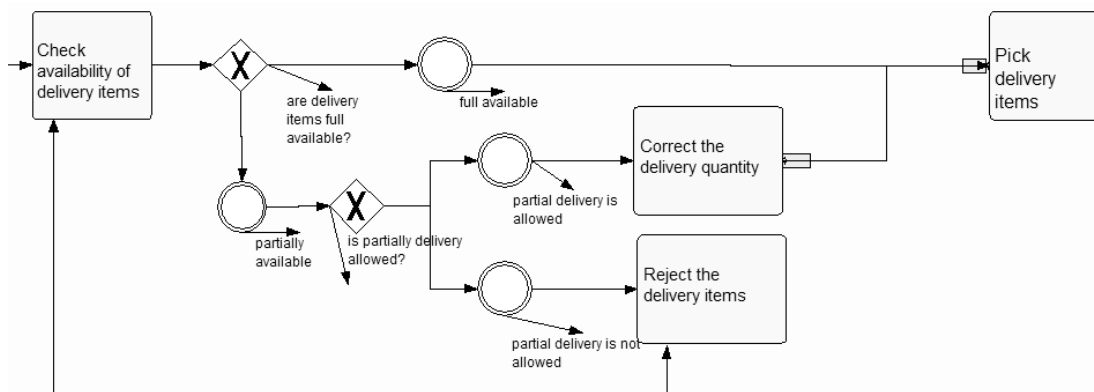 Check
availability of
delivery items
are delivery
items full
available?
full available
Pick
delivery
items
partially
available
is partially delivery
allowed?
partial delivery is
allowed
Correct the
delivery quantity
partial delivery is not
allowed
Reject the
delivery items